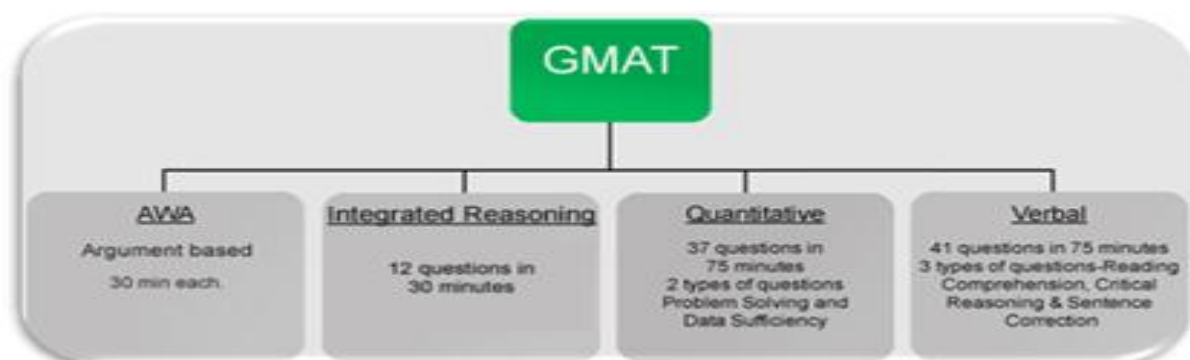 GMAT
AWA
Argument based
30 min each.
Integrated Reasoning
12 questions in
30 minutes
Quantitative
37 questions in
75 minutes
2 types of questions
Problem Solving and
Data Sufficiency
Verbal
41 questions in 75 minutes
3 types of questions-Reading
Comprehension, Critical
Reasoning & Sentence
Correction